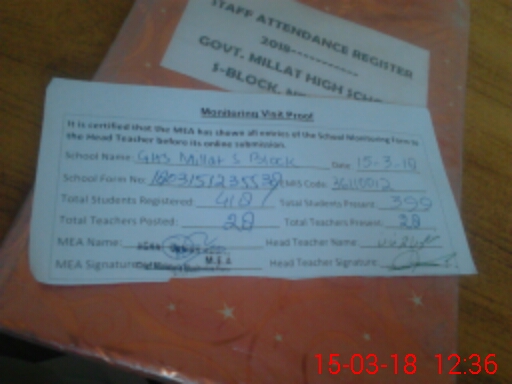 STAFF ATTENDANCE REGISTER
2018-----------
GOVT. MILLAT HIGH SCHO
S-BLOCK,
Monitoring Visit Proof
It is certified that the MEA has shown all entries of the School Monitoring Form to
the Head Teacher before its online submission.
School Name: GHS Millat S Block Date: 15-3-18
School Form No: EMIS Code:
Total Students Registered: 418 Total Students Present: 399
Total Teachers Posted: 28 Total Teachers Present: 28
MEA Name: Head Teacher Name:
MEA Signature: M.E.A Head Teacher Signature:
15-03-18 12:36